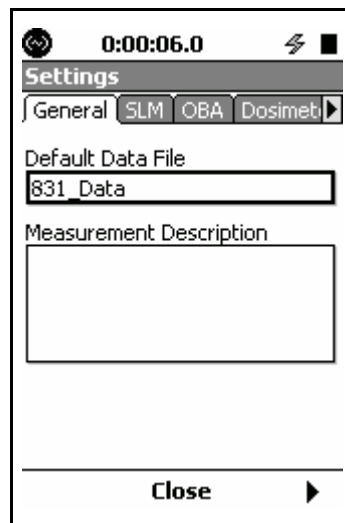 0:00:06.0
Settings
General SLM OBA Dosimet
Default Data File
831_Data
Measurement Description
Close